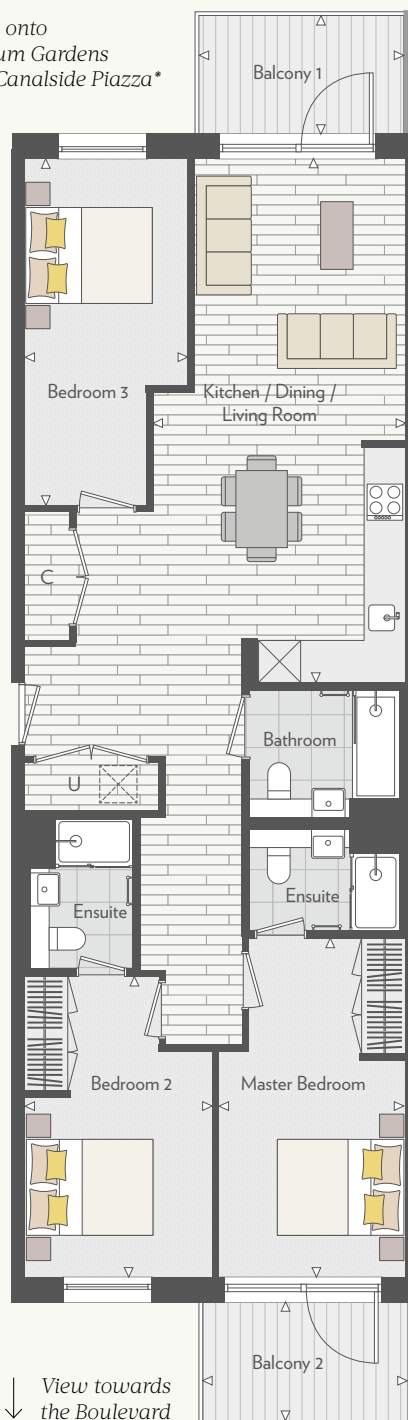 onto
um Gardens
Canalside Piazza*
Balcony 1
Bedroom 3
Kitchen / Dining /
Living Room
C
Bathroom
U
Ensuite
Ensuite
Bedroom 2
Master Bedroom
Balcony 2
View towards
the Boulevard